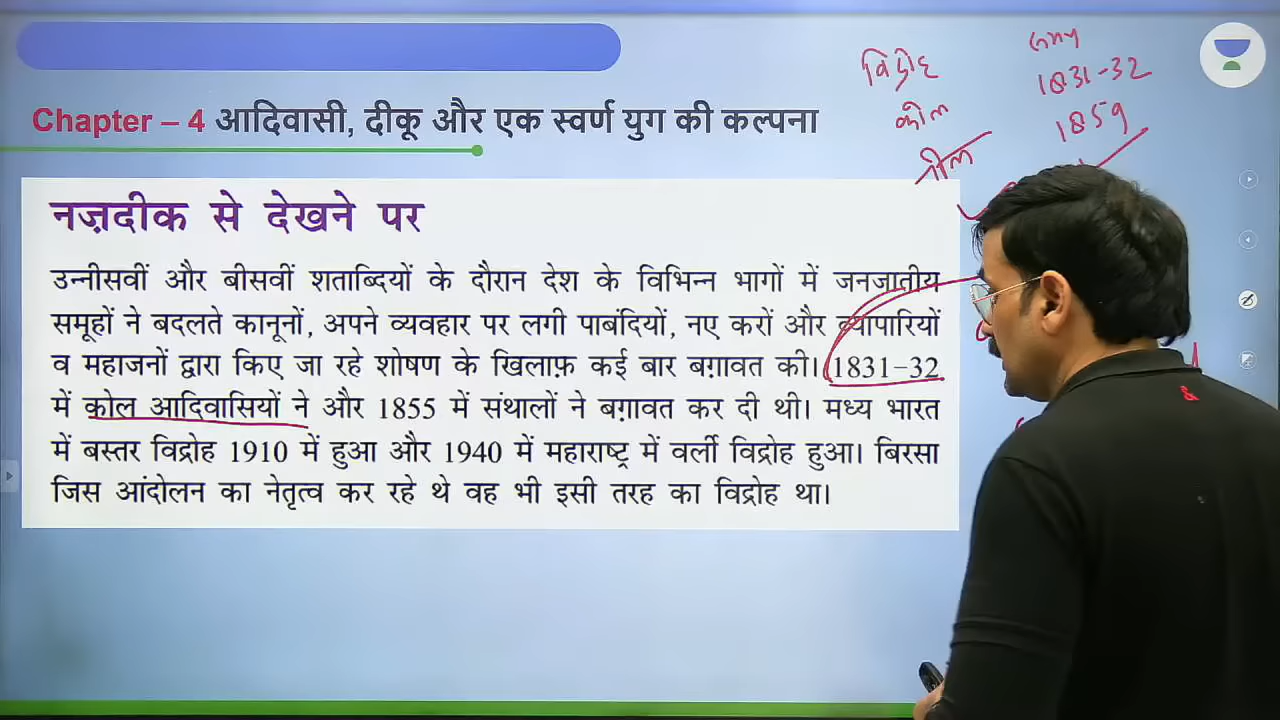 Chapter – 4 आदिवासी, दीकू और एक स्वर्ण युग की कल्पना
विद्रोह
1831-32
कोल
1859
नील
नज़दीक से देखने पर
उन्नीसवीं और बीसवीं शताब्दियों के दौरान देश के विभिन्न भागों में जनजातीय
समूहों ने बदलते कानूनों, अपने व्यवहार पर लगी पाबंदियों, नए करों और व्यापारियों
व महाजनों द्वारा किए जा रहे शोषण के खिलाफ़ कई बार बग़ावत की। 1831–32
में कोल आदिवासियों ने और 1855 में संथालों ने बग़ावत कर दी थी। मध्य भारत
में बस्तर विद्रोह 1910 में हुआ और 1940 में महाराष्ट्र में वर्ली विद्रोह हुआ। बिरसा
जिस आंदोलन का नेतृत्व कर रहे थे वह भी इसी तरह का विद्रोह था।